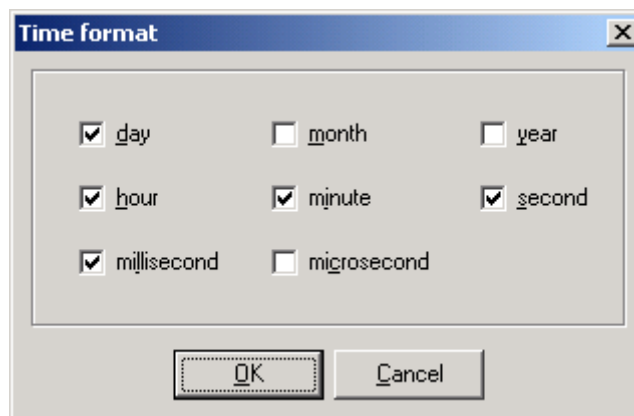 Time format
day month year
hour minute second
millisecond microsecond
OK Cancel